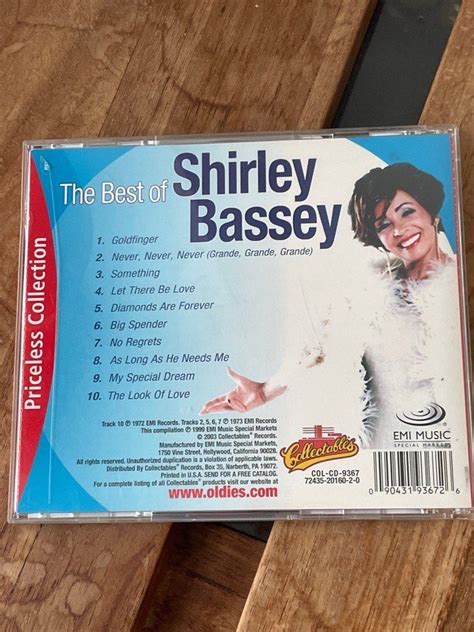 Priceless Collection
The Best of Shirley
Bassey
1. Goldfinger
2. Never, Never, Never (Grande, Grande, Grande)
3. Something
4. Let There Be Love
5. Diamonds Are Forever
6. Big Spender
7. No Regrets
8. As Long As He Needs Me
9. My Special Dream
10. The Look Of Love
Track 10 ℗ 1972 EMI Records. Tracks 2, 5, 6, 7 ℗ 1973 EMI Records
This compilation ℗ 1999 EMI Music Special Markets
© 2003 Collectables® Records.
Manufactured by EMI Music Special Markets,
1750 Vine Street, Hollywood, California 90028.
All rights reserved. Unauthorized duplication is a violation of applicable laws.
Distributed By Collectables® Records, Box 35, Narberth, PA 19072.
Printed in U.S.A. SEND FOR A FREE CATALOG.
For a complete listing of all Collectables® products visit our website at
www.oldies.com
Collectables
COL-CD-9367
72435-20160-2-0
EMI MUSIC
SPECIAL MARKETS
0 90431 93672 6